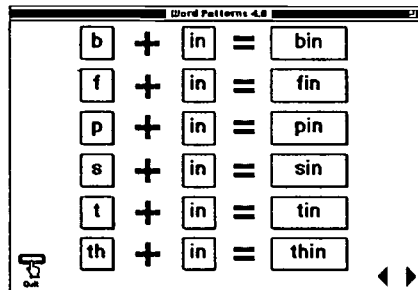 Word Patterns 4.0
b + in = bin
f + in = fin
p + in = pin
s + in = sin
t + in = tin
th + in = thin
Quit